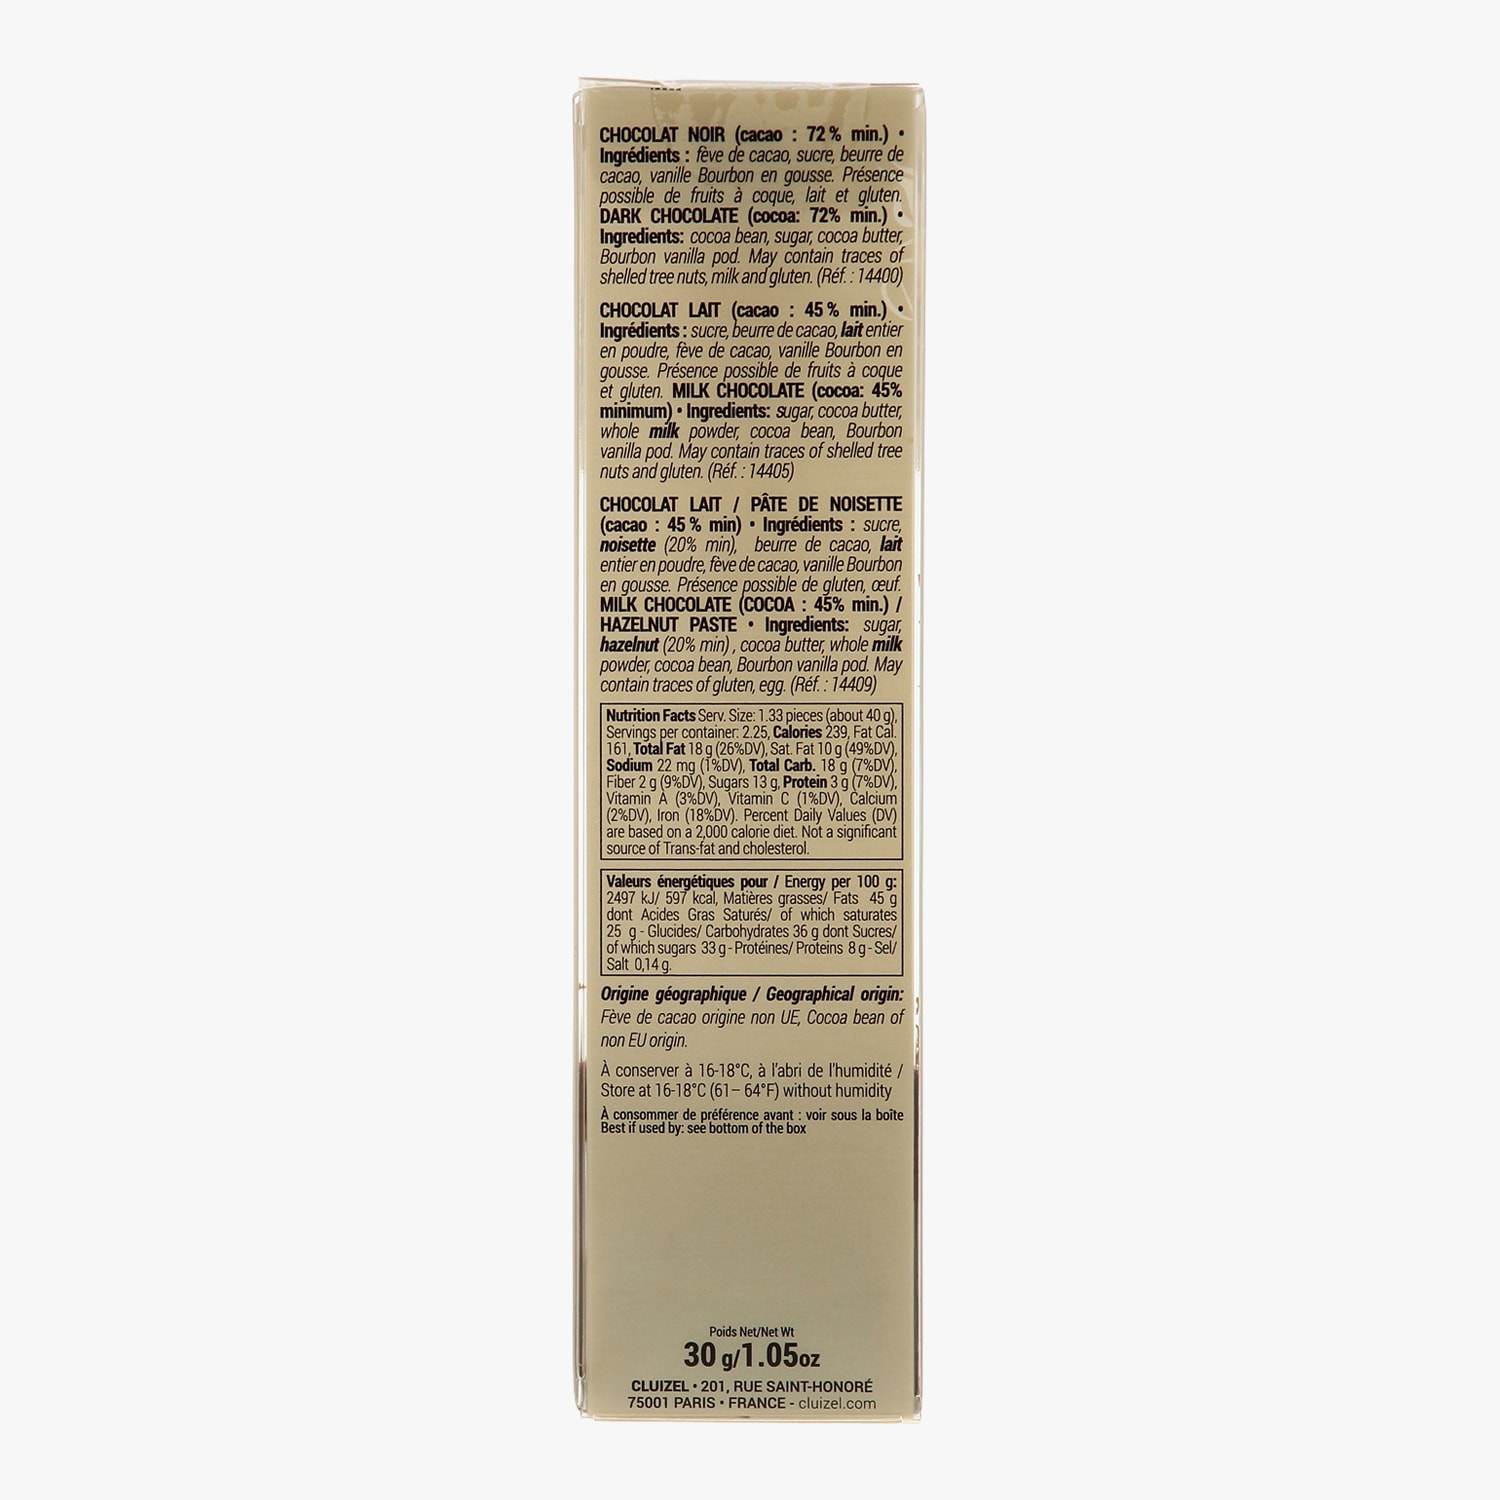 CHOCOLAT NOIR (cacao : 72 % min.) •
Ingrédients : fève de cacao, sucre, beurre de
cacao, vanille Bourbon en gousse. Présence
possible de fruits à coque, lait et gluten.
DARK CHOCOLATE (cocoa: 72% min.) •
Ingredients: cocoa bean, sugar, cocoa butter,
Bourbon vanilla pod. May contain traces of
shelled tree nuts, milk and gluten. (Réf. : 14400)
CHOCOLAT LAIT (cacao : 45 % min.) •
Ingrédients : sucre, beurre de cacao, lait entier
en poudre, fève de cacao, vanille Bourbon en
gousse. Présence possible de fruits à coque
et gluten. MILK CHOCOLATE (cocoa: 45%
minimum) • Ingredients: sugar, cocoa butter,
whole milk powder, cocoa bean, Bourbon
vanilla pod. May contain traces of shelled tree
nuts and gluten. (Réf. : 14405)
CHOCOLAT LAIT / PÂTE DE NOISETTE
(cacao : 45 % min) • Ingrédients : sucre,
noisette (20% min), beurre de cacao, lait
entier en poudre, fève de cacao, vanille Bourbon
en gousse. Présence possible de gluten, œuf.
MILK CHOCOLATE (COCOA : 45% min.) /
HAZELNUT PASTE • Ingredients: sugar,
hazelnut (20% min) , cocoa butter, whole milk
powder, cocoa bean, Bourbon vanilla pod. May
contain traces of gluten, egg. (Réf. : 14409)
Nutrition Facts Serv. Size: 1.33 pieces (about 40 g),
Servings per container: 2.25, Calories 239, Fat Cal.
161, Total Fat 18 g (26%DV), Sat. Fat 10 g (49%DV),
Sodium 22 mg (1%DV), Total Carb. 18 g (7%DV),
Fiber 2 g (9%DV), Sugars 13 g, Protein 3 g (7%DV),
Vitamin A (3%DV), Vitamin C (1%DV), Calcium
(2%DV), Iron (18%DV). Percent Daily Values (DV)
are based on a 2,000 calorie diet. Not a significant
source of Trans-fat and cholesterol.
Valeurs énergétiques pour / Energy per 100 g:
2497 kJ/ 597 kcal, Matières grasses/ Fats 45 g
dont Acides Gras Saturés/ of which saturates
25 g - Glucides/ Carbohydrates 36 g dont Sucres/
of which sugars 33 g - Protéines/ Proteins 8 g - Sel/
Salt 0,14 g.
Origine géographique / Geographical origin:
Fève de cacao origine non UE, Cocoa bean of
non EU origin.
À conserver à 16-18°C, à l'abri de l'humidité /
Store at 16-18°C (61– 64°F) without humidity
À consommer de préférence avant : voir sous la boîte
Best if used by: see bottom of the box
Poids Net/Net Wt
30 g/1.05oz
CLUIZEL • 201, RUE SAINT-HONORÉ
75001 PARIS • FRANCE - cluizel.com